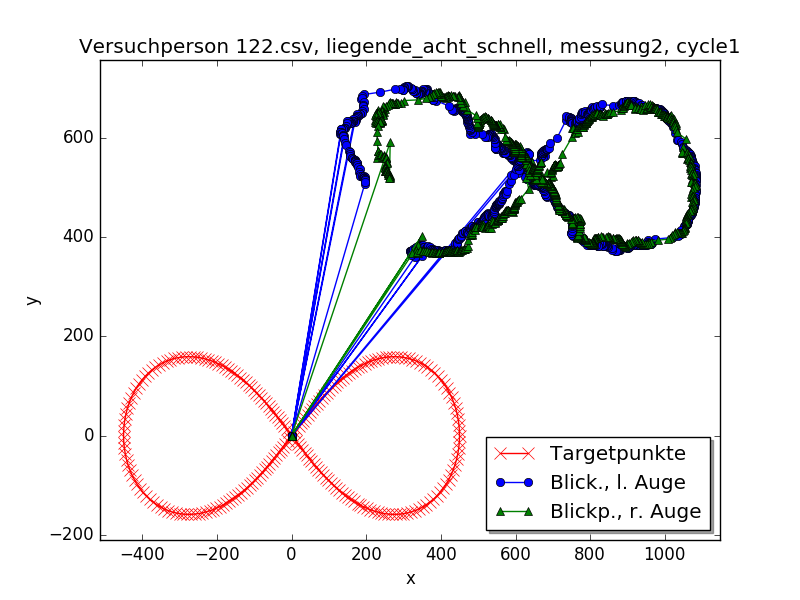 Versuchperson 122.csv, liegende_acht_schnell, messung2, cycle1
y
600
400
200
0
−200
−400
−200
0
200
400
600
800
1000
x
Targetpunkte
Blick., l. Auge
Blickp., r. Auge